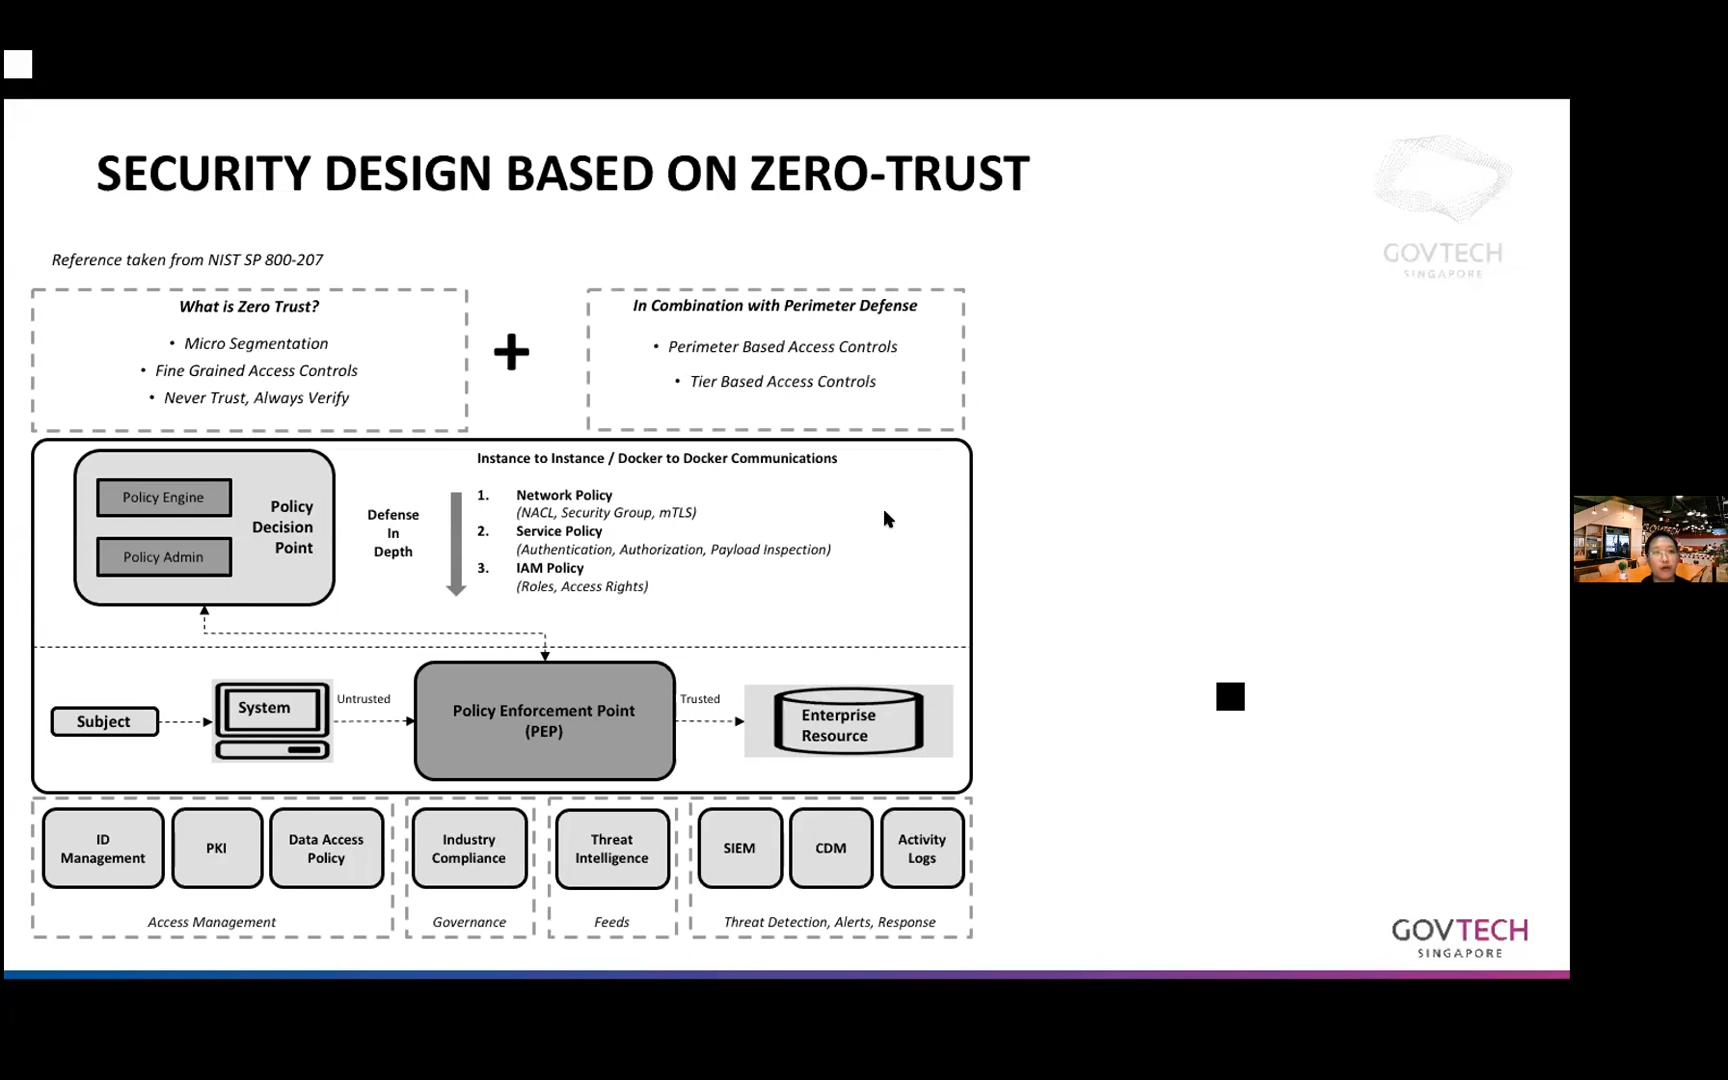 SECURITY DESIGN BASED ON ZERO-TRUST
GOVTECH
SINGAPORE
Reference taken from NIST SP 800-207
What is Zero Trust?
• Micro Segmentation
• Fine Grained Access Controls
• Never Trust, Always Verify
+
In Combination with Perimeter Defense
• Perimeter Based Access Controls
• Tier Based Access Controls
Policy Engine
Policy Admin
Policy
Decision
Point
Defense
In
Depth
Instance to Instance / Docker to Docker Communications
1. Network Policy
(NACL, Security Group, mTLS)
2. Service Policy
(Authentication, Authorization, Payload Inspection)
3. IAM Policy
(Roles, Access Rights)
Subject
System
Untrusted
Policy Enforcement Point
(PEP)
Trusted
Enterprise
Resource
ID
Management
PKI
Data Access
Policy
Access Management
Industry
Compliance
Governance
Threat
Intelligence
Feeds
SIEM
CDM
Activity
Logs
Threat Detection, Alerts, Response
GOVTECH
SINGAPORE